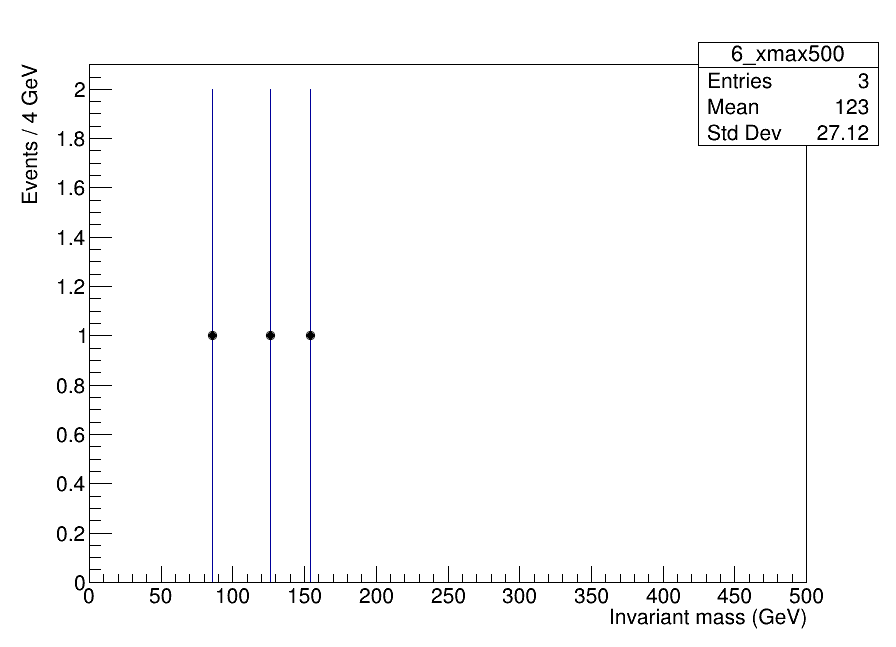 6_xmax500
Entries 3
Mean 123
Std Dev 27.12
Events / 4 GeV
2
1.8
1.6
1.4
1.2
1
0.8
0.6
0.4
0.2
0
0 50 100 150 200 250 300 350 400 450 500
Invariant mass (GeV)